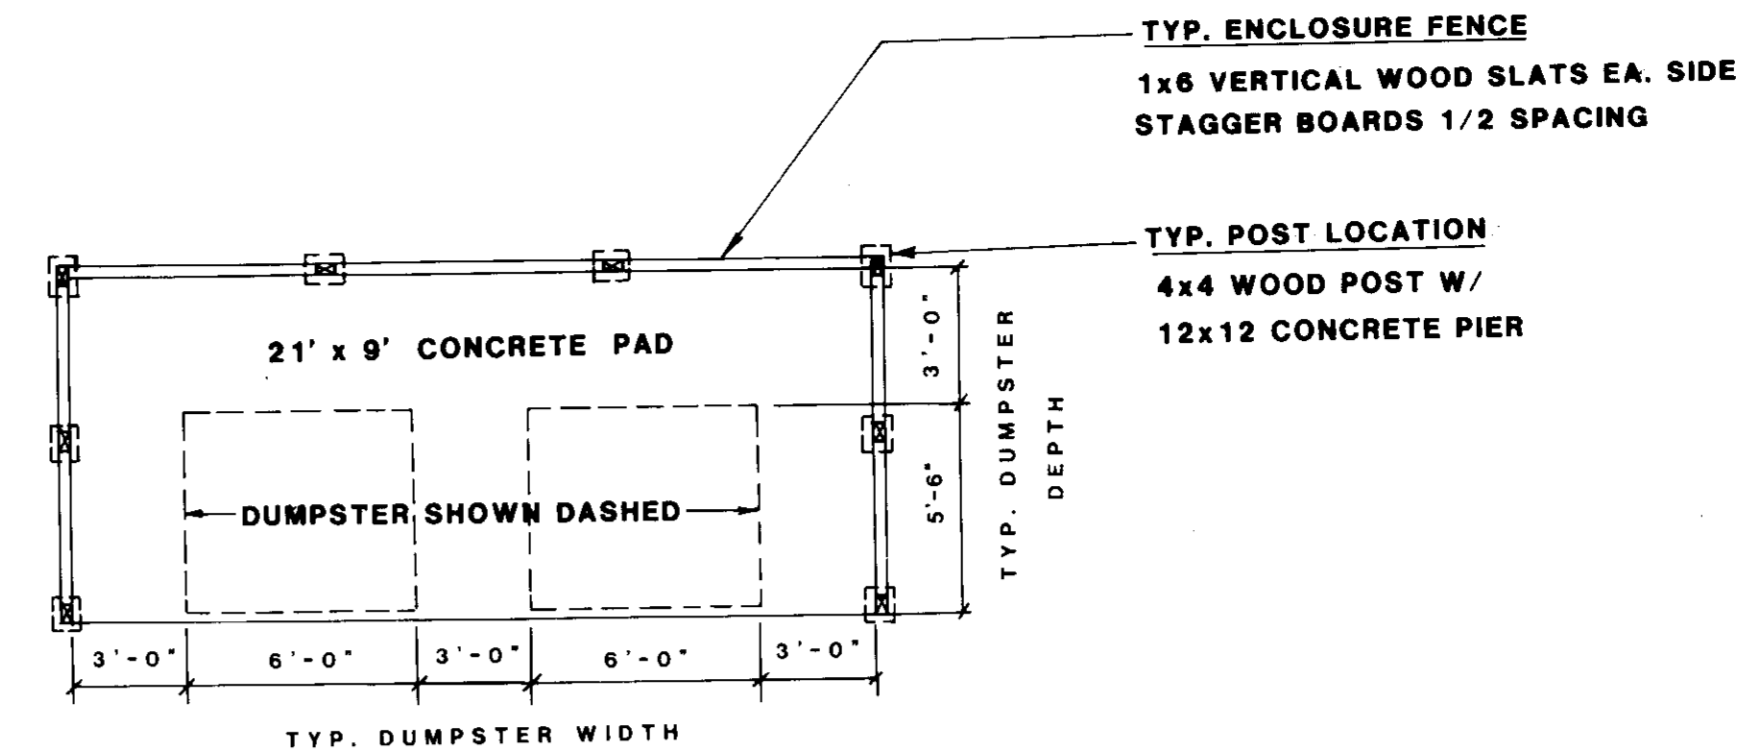 TYP. ENCLOSURE FENCE
1x6 VERTICAL WOOD SLATS EA. SIDE
STAGGER BOARDS 1/2 SPACING
TYP. POST LOCATION
4x4 WOOD POST W/
12x12 CONCRETE PIER
21' x 9' CONCRETE PAD
3'-0"
5'-6"
TYP. DUMPSTER
DEPTH
DUMPSTER SHOWN DASHED
3'-0"
6'-0"
3'-0"
6'-0"
3'-0"
TYP. DUMPSTER WIDTH